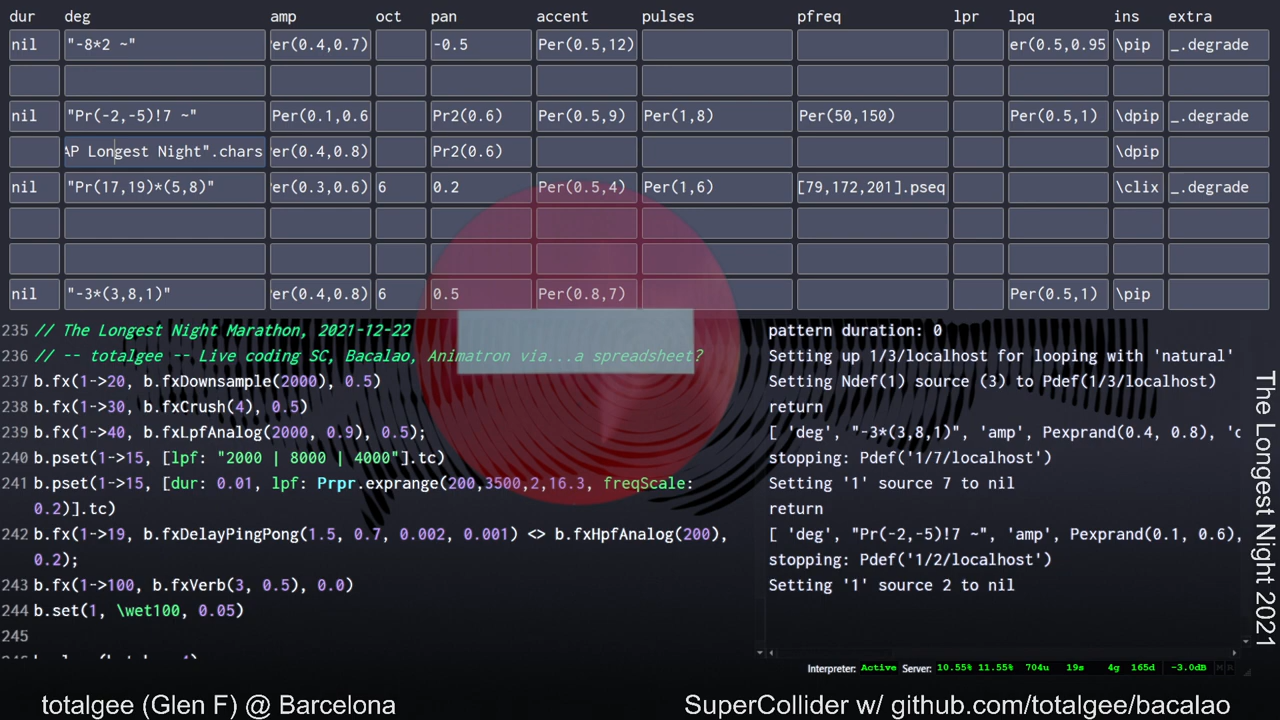 dur deg amp oct pan accent pulses pfreq lpr lpq ins extra
nil "-8*2 ~" er(0.4,0.7) -0.5 Per(0.5,12) er(0.5,0.95 \pip _.degrade
nil "Pr(-2,-5)!7 ~" Per(0.1,0.6 Pr2(0.6) Per(0.5,9) Per(1,8) Per(50,150) Per(0.5,1) \dpip _.degrade
AP Longest Night".chars er(0.4,0.8) Pr2(0.6) \dpip
nil "Pr(17,19)*(5,8)" er(0.3,0.6) 6 0.2 Per(0.5,4) Per(1,6) [79,172,201].pseq \clix _.degrade
nil "-3*(3,8,1)" er(0.4,0.8) 6 0.5 Per(0.8,7) Per(0.5,1) \pip
235 // The Longest Night Marathon, 2021-12-22
236 // -- totalgee -- Live coding SC, Bacalao, Animatron via...a spreadsheet?
237 b.fx(1->20, b.fxDownsample(2000), 0.5)
238 b.fx(1->30, b.fxCrush(4), 0.5)
239 b.fx(1->40, b.fxLpfAnalog(2000, 0.9), 0.5);
240 b.pset(1->15, [lpf: "2000 | 8000 | 4000"].tc)
241 b.pset(1->15, [dur: 0.01, lpf: Prpr.exprange(200,3500,2,16.3, freqScale:
0.2)].tc)
242 b.fx(1->19, b.fxDelayPingPong(1.5, 0.7, 0.002, 0.001) <> b.fxHpfAnalog(200),
0.2);
243 b.fx(1->100, b.fxVerb(3, 0.5), 0.0)
244 b.set(1, \wet100, 0.05)
245
pattern duration: 0
Setting up 1/3/localhost for looping with 'natural'
Setting Ndef(1) source (3) to Pdef(1/3/localhost)
return
[ 'deg', "-3*(3,8,1)", 'amp', Pexprand(0.4, 0.8), 'c
stopping: Pdef('1/7/localhost')
Setting '1' source 7 to nil
return
[ 'deg', "Pr(-2,-5)!7 ~", 'amp', Pexprand(0.1, 0.6),
stopping: Pdef('1/2/localhost')
Setting '1' source 2 to nil
Interpreter: Active Server: 10.55% 11.55% 704u 19s 4g 165d -3.0dB M R
The Longest Night 2021
totalgee (Glen F) @ Barcelona
SuperCollider w/ github.com/totalgee/bacalao